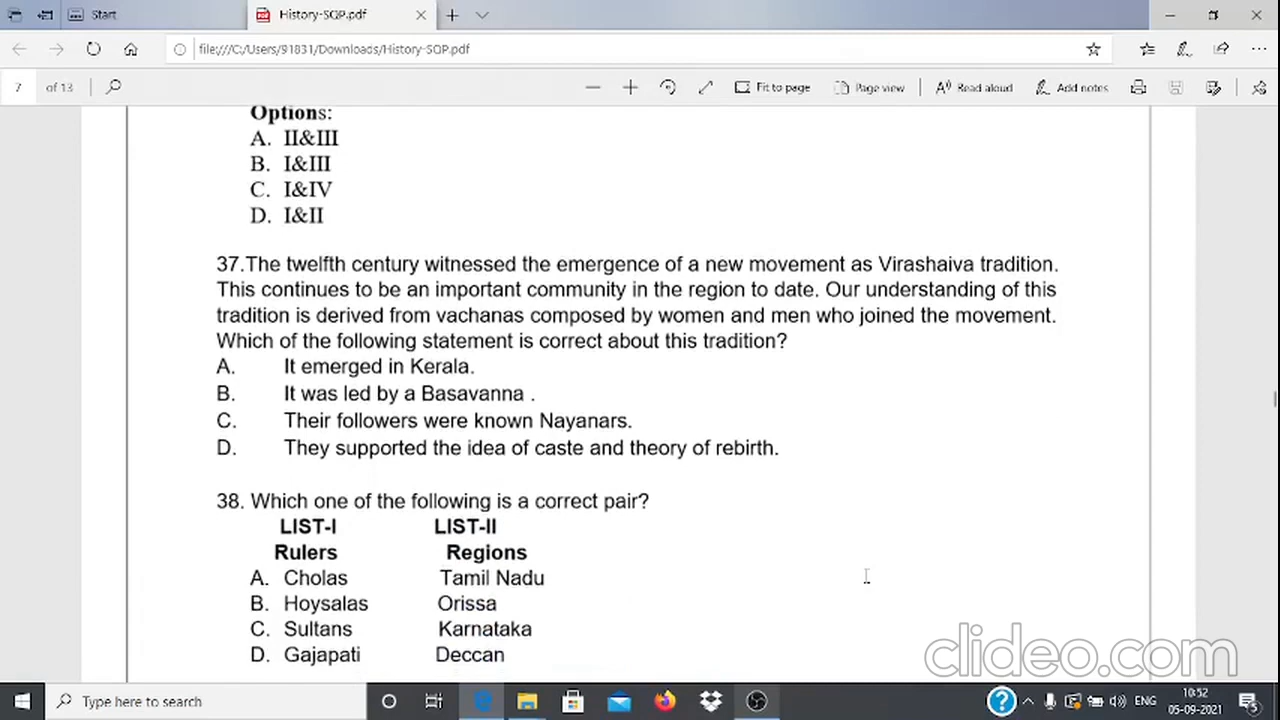 Start
History-SQP.pdf
file:///C:/Users/91831/Downloads/History-SQP.pdf
7 of 13
Fit to page
Page view
Read aloud
Add notes
Options:
A. II&III
B. I&III
C. I&IV
D. I&II
37.The twelfth century witnessed the emergence of a new movement as Virashaiva tradition.
This continues to be an important community in the region to date. Our understanding of this
tradition is derived from vachanas composed by women and men who joined the movement.
Which of the following statement is correct about this tradition?
A. It emerged in Kerala.
B. It was led by a Basavanna .
C. Their followers were known Nayanars.
D. They supported the idea of caste and theory of rebirth.
38. Which one of the following is a correct pair?
LIST-I LIST-II
Rulers Regions
A. Cholas Tamil Nadu
B. Hoysalas Orissa
C. Sultans Karnataka
D. Gajapati Deccan
clideo.com
Type here to search
ENG
10:52
05-09-2021
5